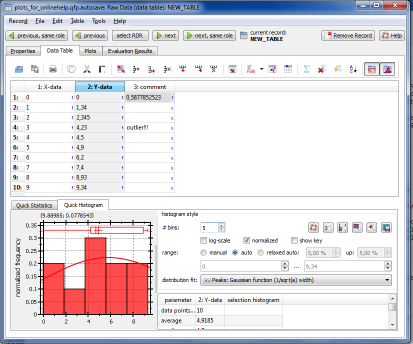 plots_for_onlinehelp.qfp.autosave: Raw Data (data table): NEW_TABLE
Record Edit Data Table Tools Help
previous, same role previous select RDR next next, same role current record: NEW_TABLE Remove Record Help
Properties Data Table Plots Evaluation Results
1: X-data 2: Y-data 3: comment
1: 0 0 0,5877852523
2: 1 1,34
3: 2 2,345
4: 3 4,23 outlier!!
5: 4 4,5
6: 5 4,9
7: 6 6,2
8: 7 7,4
9: 8 8,93
10: 9 9,34
Quick Statistics Quick Histogram
(9.88985; 0.0778543)
normalized frequency
0.35
0.3
0.25
0.2
0.15
0.1
0.05
0
0 2 4 6 8
histogram style
# bins: 5
log-scale normalized show key
range: manual auto relaxed auto: 5,00 % up: 5,00 %
0 ... 9,34
distribution fit: Peaks: Gaussian function (1/sqrt(e) width)
parameter 2: Y-data selection histogram
data points... 10
average 4.9185